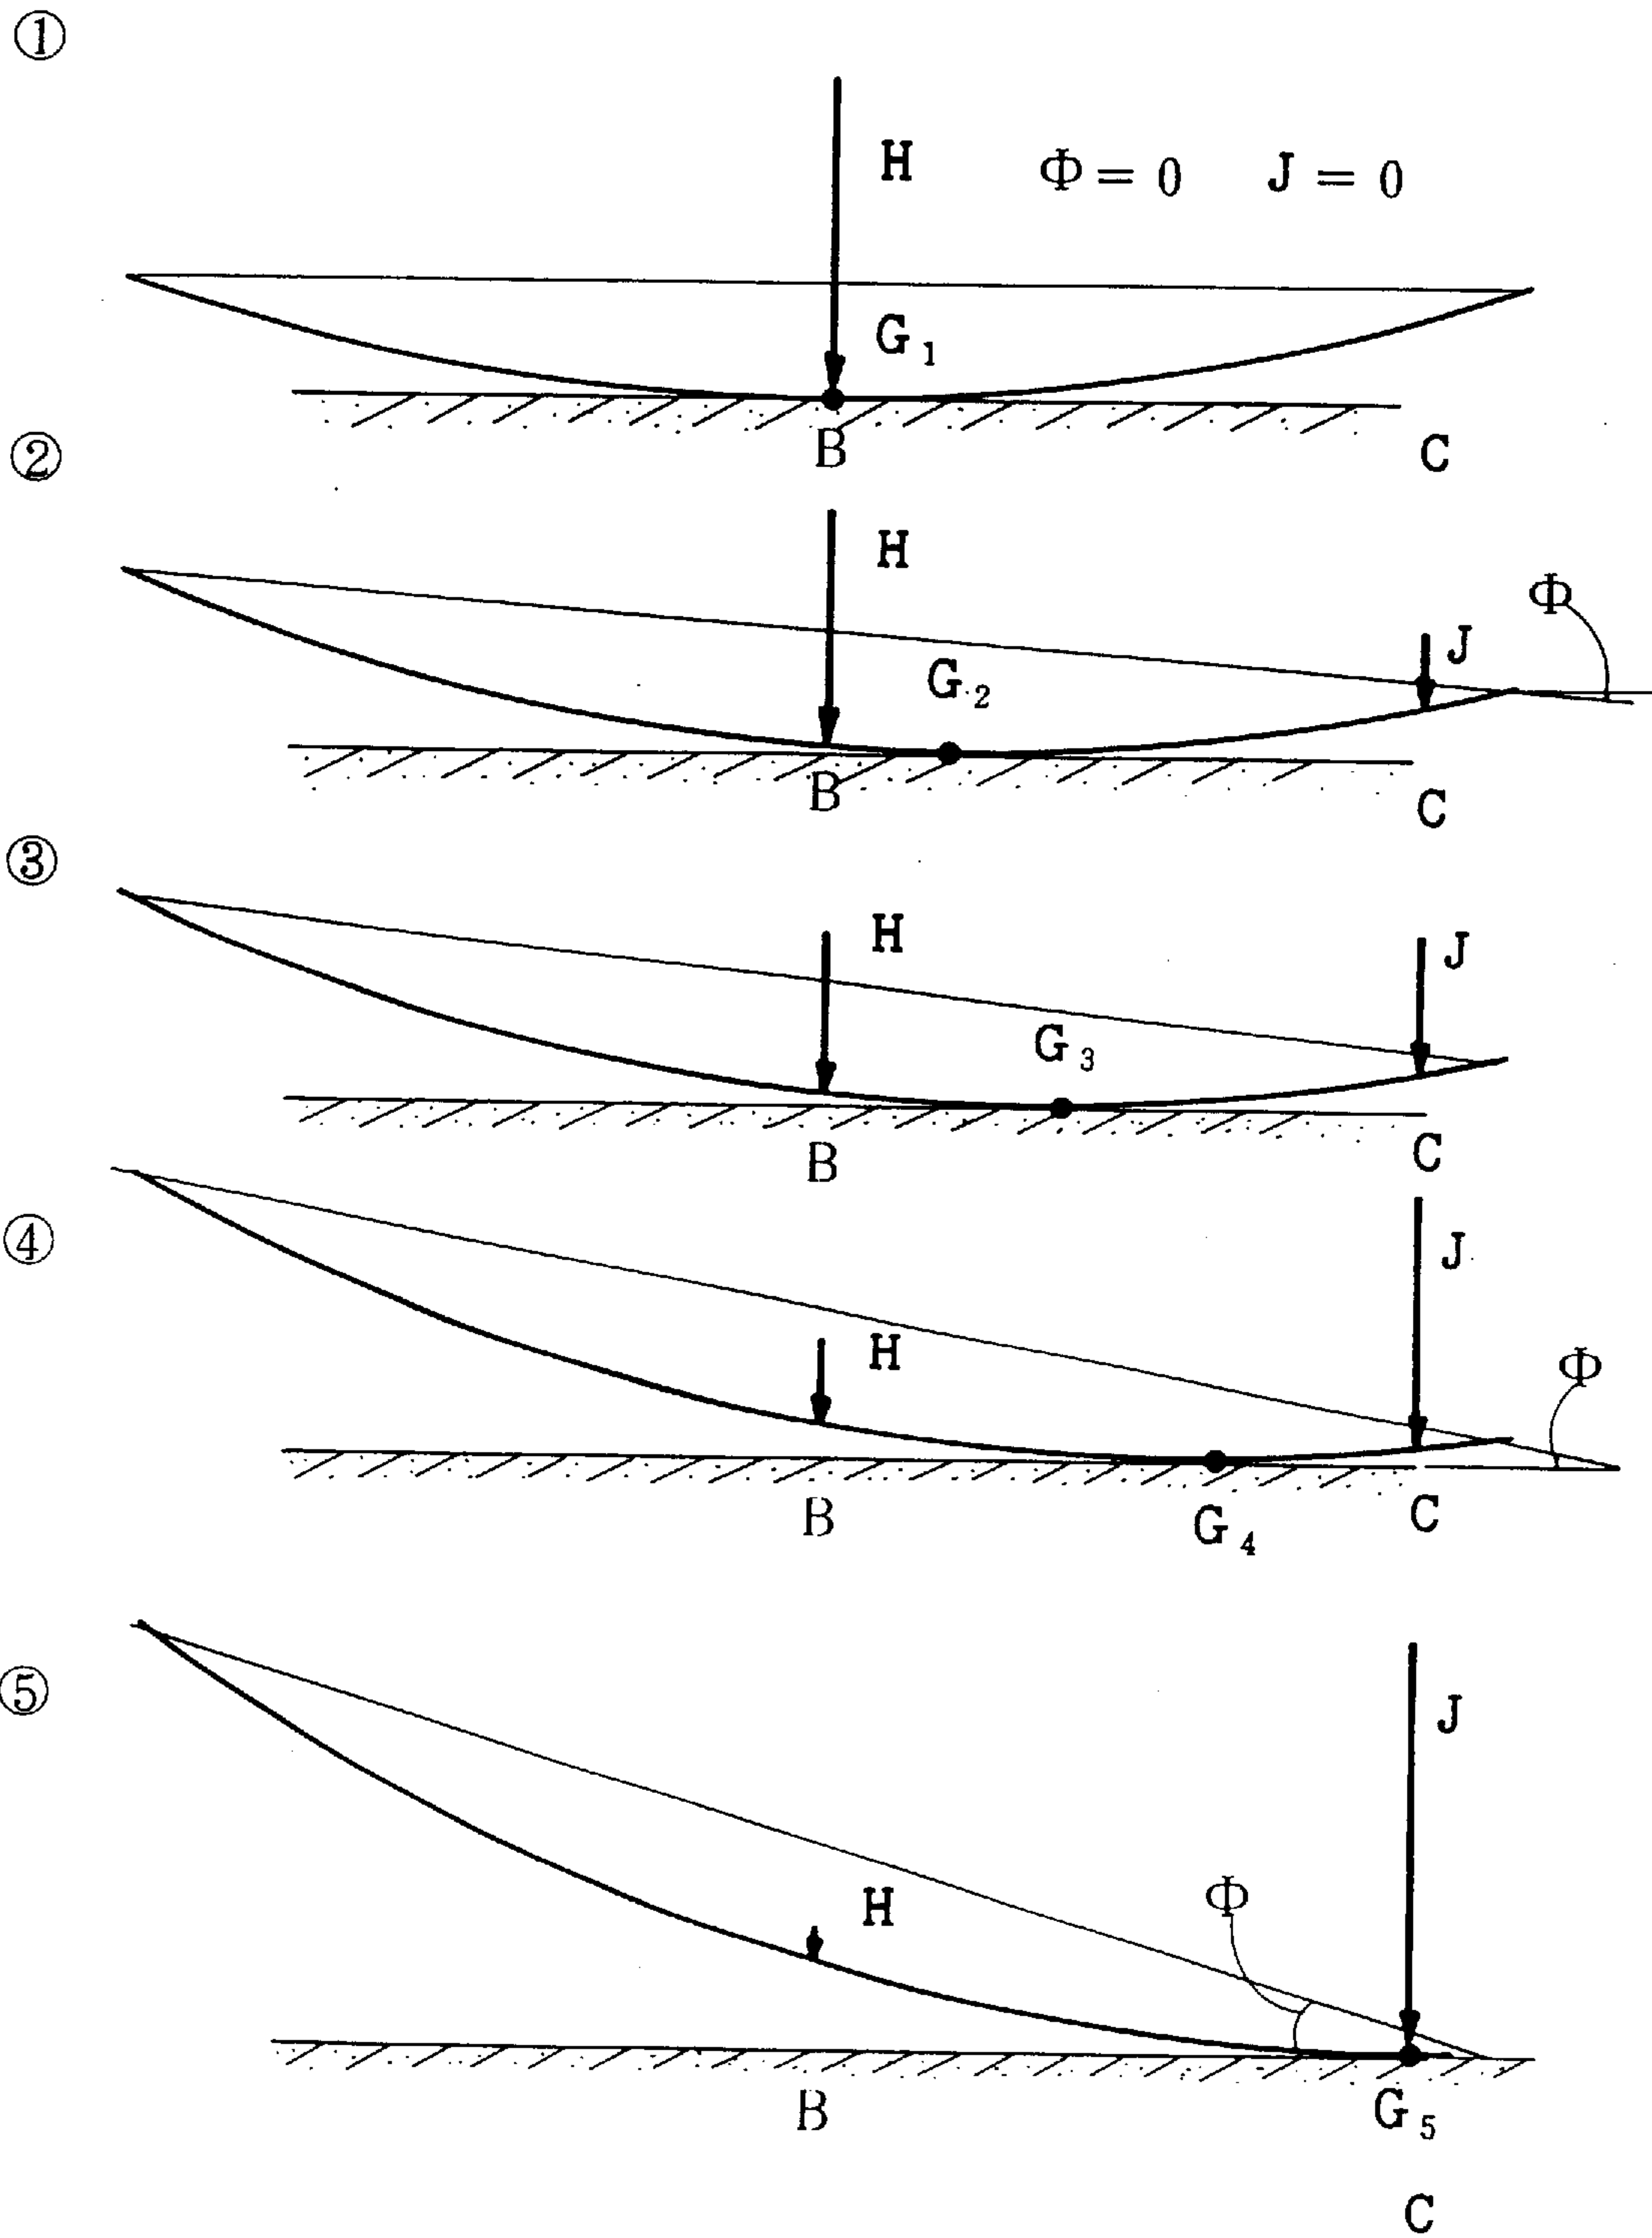 ①
H Φ = 0 J = 0
G₁
B
C
②
H
Φ
J
G₂
B
C
③
H
J
G₃
B
C
④
J
H
Φ
B
G₄
C
⑤
J
Φ
H
B
G₅
C